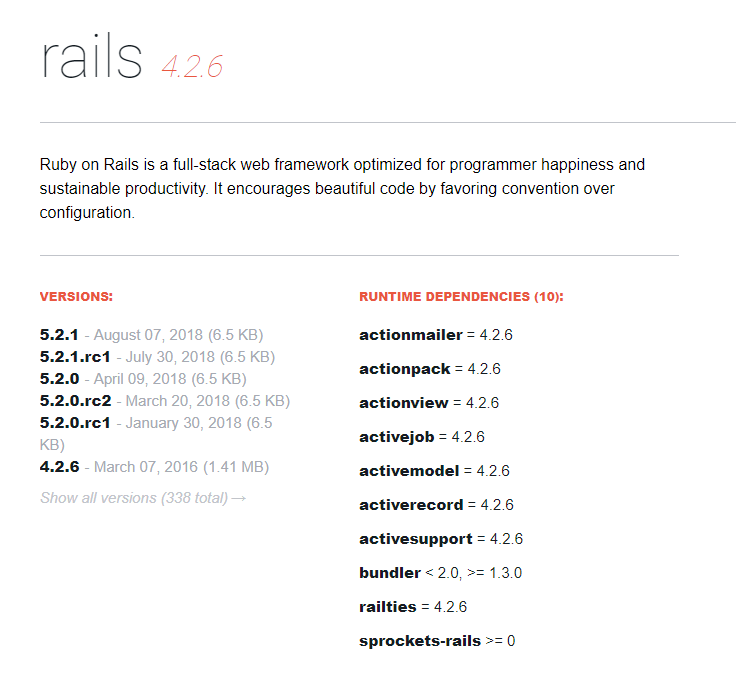 rails 4.2.6
Ruby on Rails is a full-stack web framework optimized for programmer happiness and
sustainable productivity. It encourages beautiful code by favoring convention over
configuration.
VERSIONS:
5.2.1 - August 07, 2018 (6.5 KB)
5.2.1.rc1 - July 30, 2018 (6.5 KB)
5.2.0 - April 09, 2018 (6.5 KB)
5.2.0.rc2 - March 20, 2018 (6.5 KB)
5.2.0.rc1 - January 30, 2018 (6.5
KB)
4.2.6 - March 07, 2016 (1.41 MB)
Show all versions (338 total) →
RUNTIME DEPENDENCIES (10):
actionmailer = 4.2.6
actionpack = 4.2.6
actionview = 4.2.6
activejob = 4.2.6
activemodel = 4.2.6
activerecord = 4.2.6
activesupport = 4.2.6
bundler < 2.0, >= 1.3.0
railties = 4.2.6
sprockets-rails >= 0